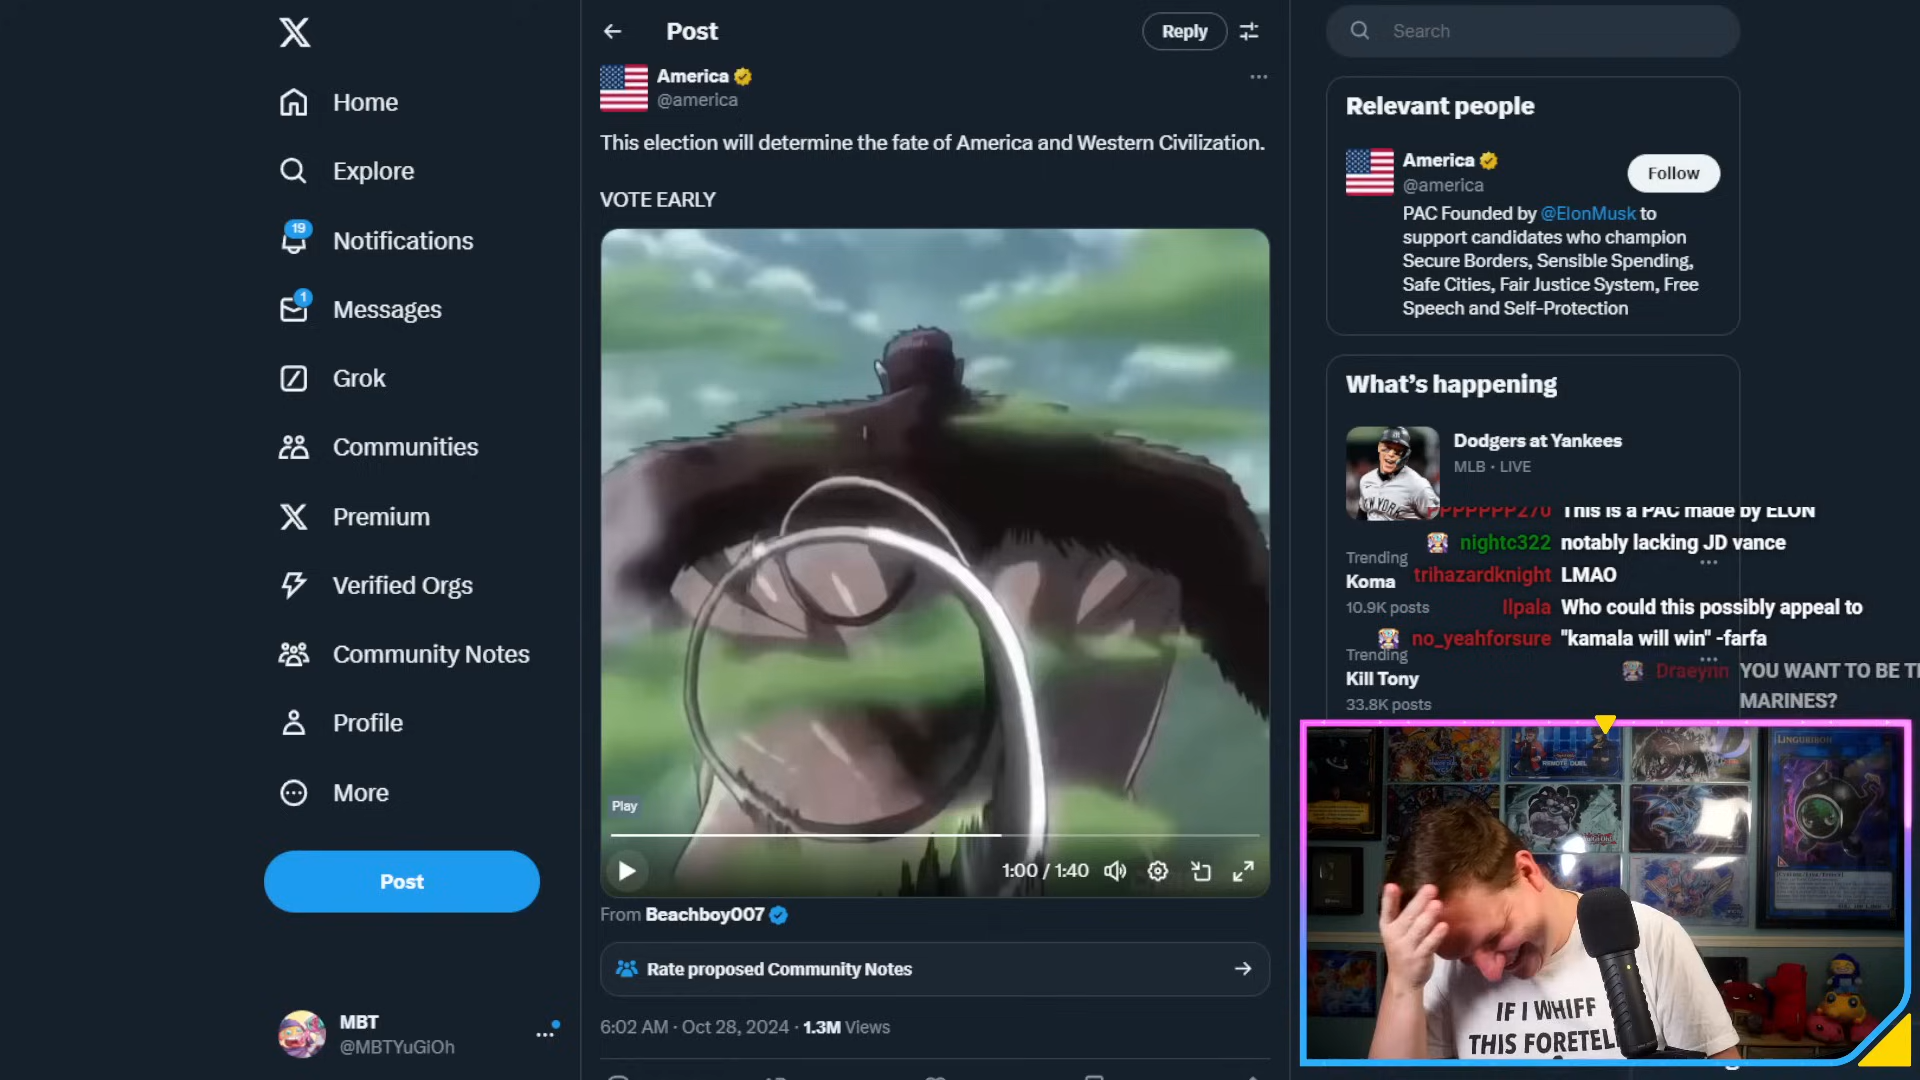 Home
Explore
19
Notifications
1
Messages
Grok
Communities
Premium
Verified Orgs
Community Notes
Profile
More
Post
MBT
@MBTYuGiOh
Post
Reply
America
@america
This election will determine the fate of America and Western Civilization.
VOTE EARLY
Play
1:00 / 1:40
From Beachboy007
Rate proposed Community Notes
6:02 AM · Oct 28, 2024 · 1.3M Views
Search
Relevant people
America
@america
Follow
PAC Founded by @ElonMusk to
support candidates who champion
Secure Borders, Sensible Spending,
Safe Cities, Fair Justice System, Free
Speech and Self-Protection
What's happening
Dodgers at Yankees
MLB · LIVE
This is a PAC made by ELON
nightc322 notably lacking JD vance
Trending
Koma
10.9K posts
trihazardknight LMAO
Ilpala Who could this possibly appeal to
no_yeahforsure "kamala will win" -farfa
Trending
Kill Tony
33.8K posts
Draeynn YOU WANT TO BE
MARINES?
LINGURIBOH
REMOTE DUEL
IF I WHIFF
THIS FORETEL